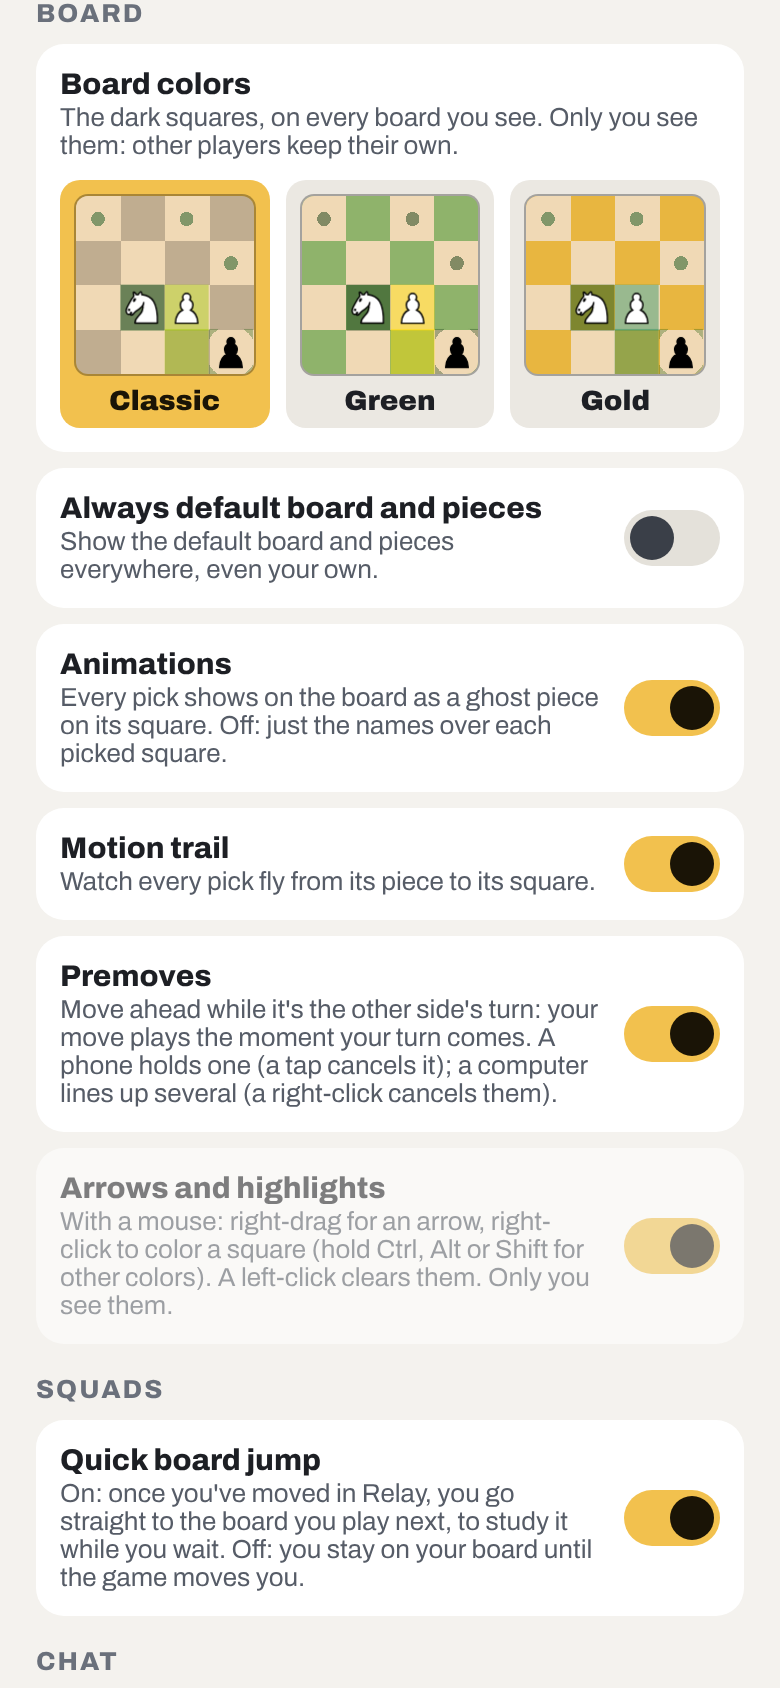 BOARD
Board colors
The dark squares, on every board you see. Only you see
them: other players keep their own.
Classic
Green
Gold
Always default board and pieces
Show the default board and pieces
everywhere, even your own.
Animations
Every pick shows on the board as a ghost piece
on its square. Off: just the names over each
picked square.
Motion trail
Watch every pick fly from its piece to its square.
Premoves
Move ahead while it's the other side's turn: your
move plays the moment your turn comes. A
phone holds one (a tap cancels it); a computer
lines up several (a right-click cancels them).
Arrows and highlights
With a mouse: right-drag for an arrow, right-
click to color a square (hold Ctrl, Alt or Shift for
other colors). A left-click clears them. Only you
see them.
SQUADS
Quick board jump
On: once you've moved in Relay, you go
straight to the board you play next, to study it
while you wait. Off: you stay on your board until
the game moves you.
CHAT